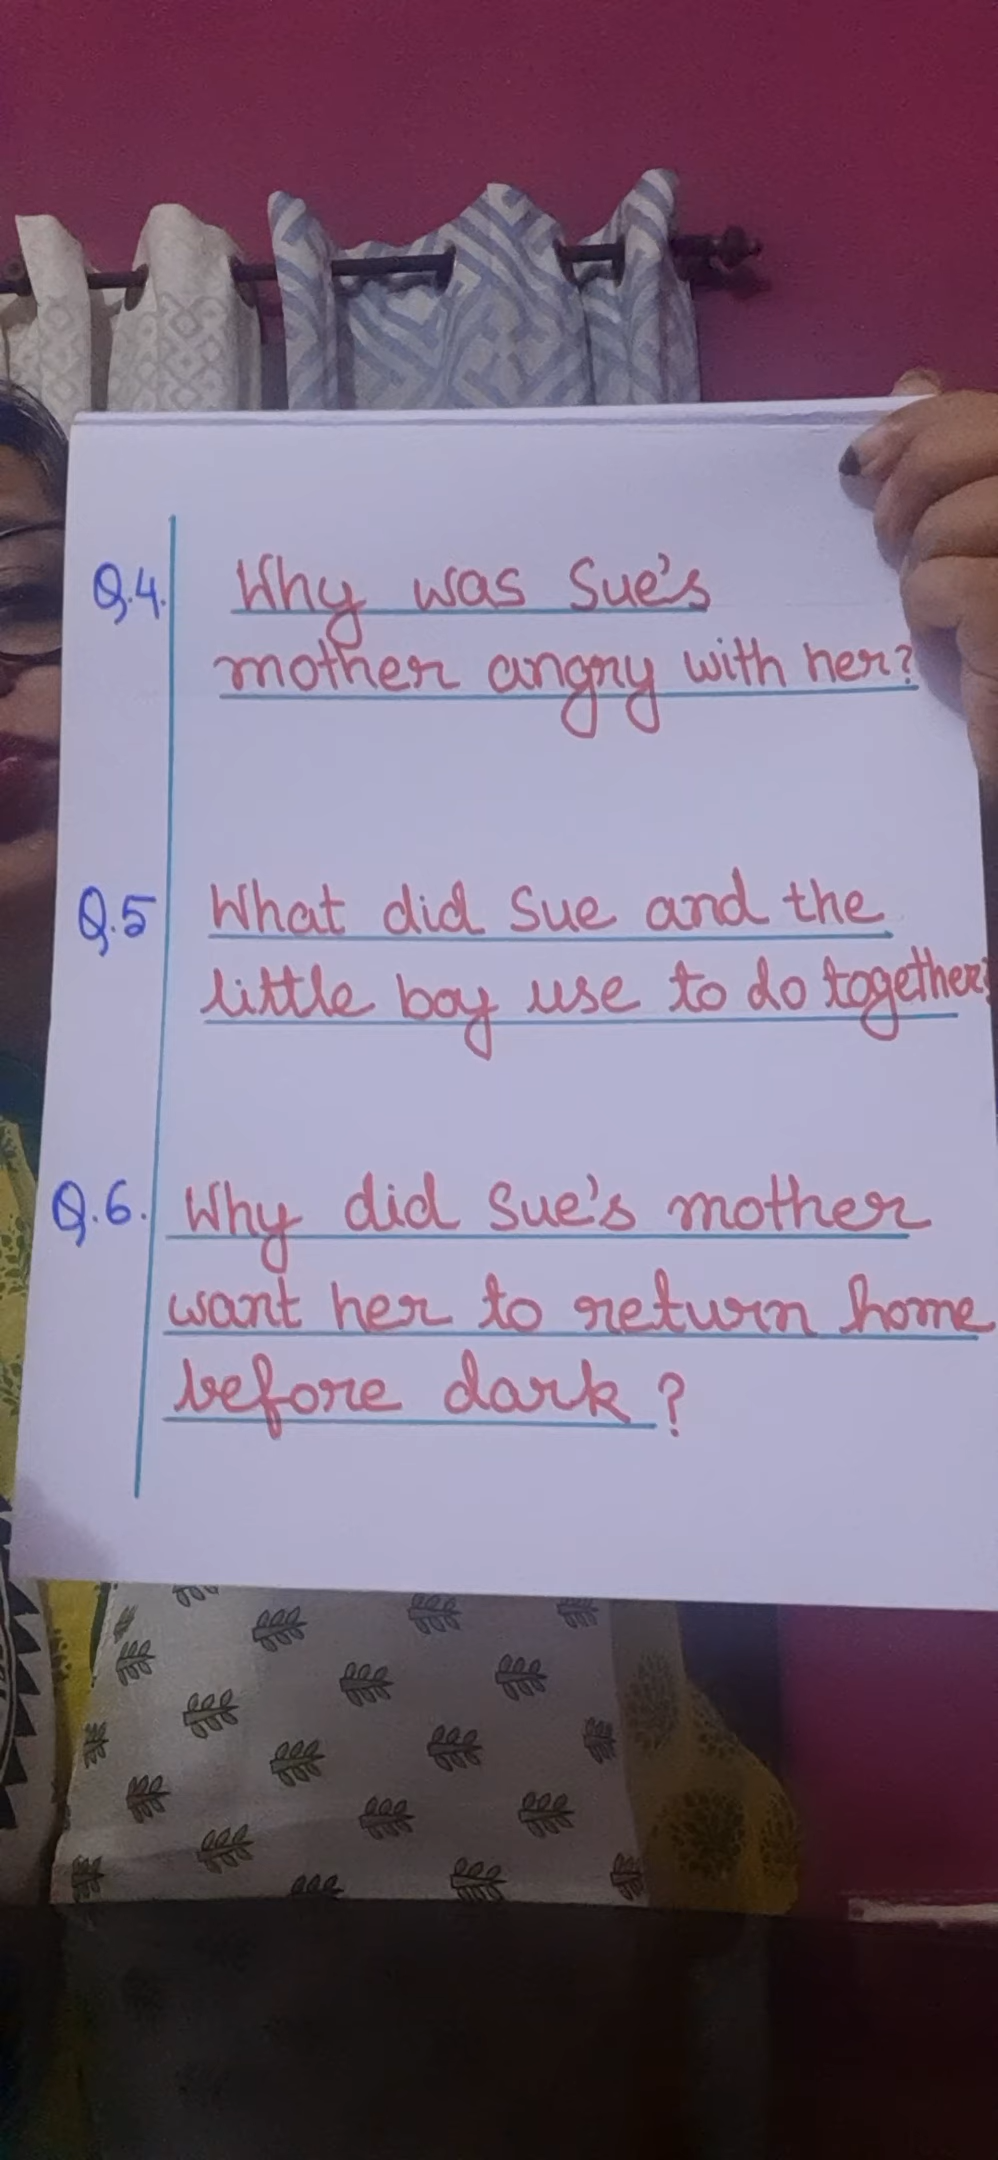 Q.4. Why was Sue's
mother angry with her?
Q.5 What did Sue and the
little boy use to do together?
Q.6. Why did Sue's mother
want her to return home
before dark?